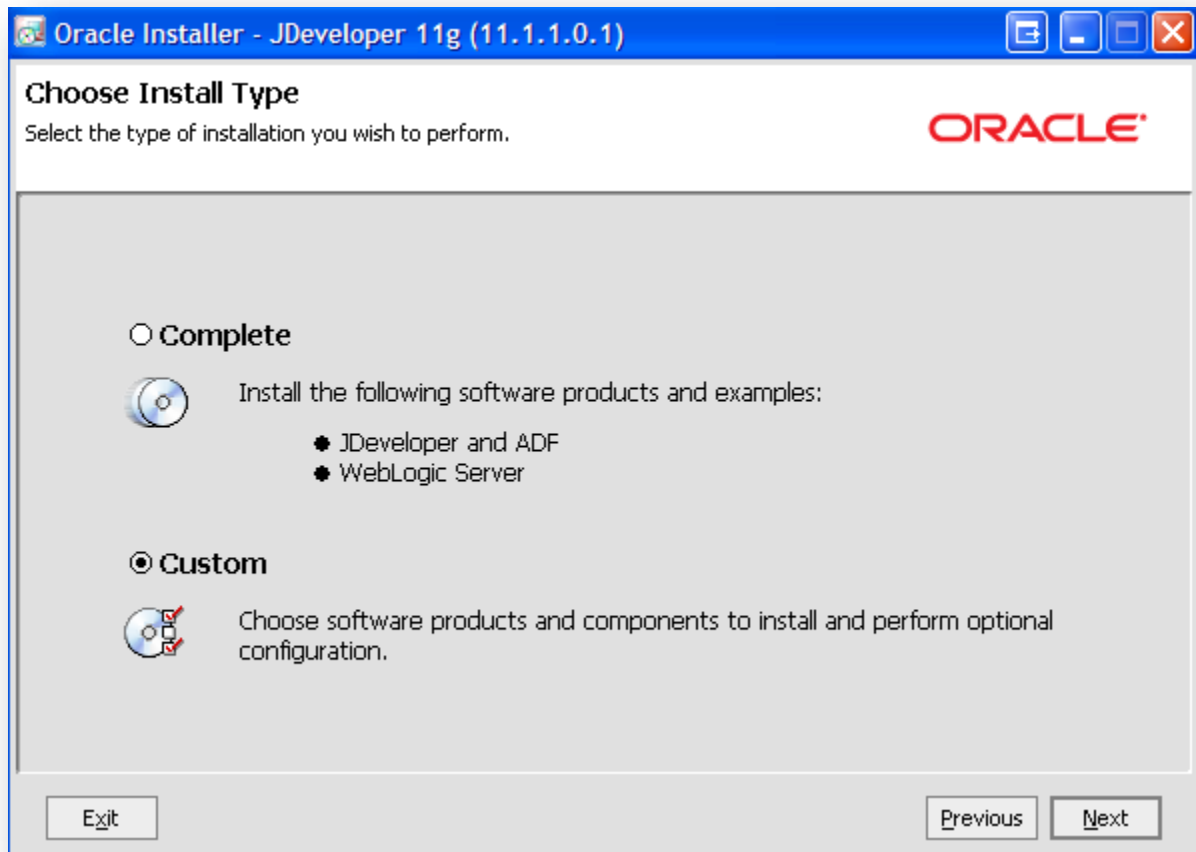 Oracle Installer - JDeveloper 11g (11.1.1.0.1)
Choose Install Type
Select the type of installation you wish to perform.
ORACLE
Complete
Install the following software products and examples:
● JDeveloper and ADF
● WebLogic Server
Custom
Choose software products and components to install and perform optional
configuration.
Exit Previous Next